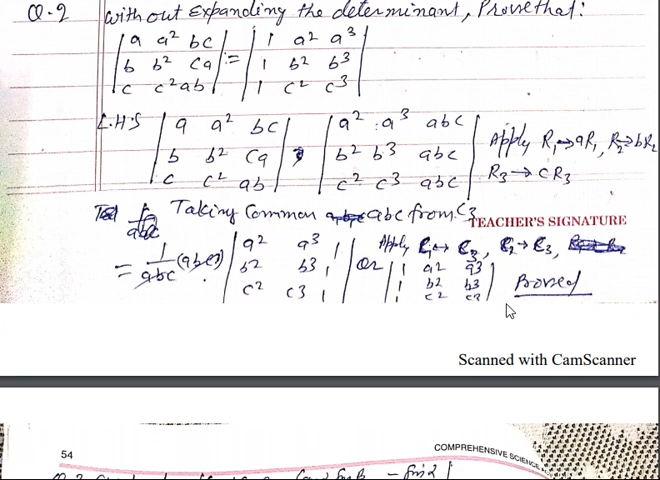 Q.2 without Expanding the determinant, Prove that:
| a a² bc | = | 1 a² a³ |
| b b² ca | | 1 b² b³ |
| c c² ab | | 1 c² c³ |
L.H.S | a a² bc | | a² a³ abc | Apply R₁→aR₁, R₂→bR₂
| b b² ca | | b² b³ abc | R₃→cR₃
| c c² ab | | c² c³ abc |
Taking Common abc from C₃
TEACHER'S SIGNATURE
= 1/abc (abc) | a² a³ 1 | Or | 1 a² a³ | Apply
| b² b³ 1 | | 1 b² b³ | Proved
| c² c³ 1 | | 1 c² c³ |
Scanned with CamScanner
54 COMPREHENSIVE SCIENCE